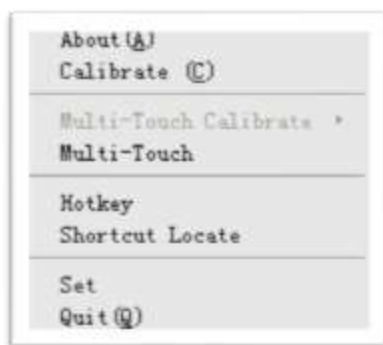 About(A)
Calibrate (C)
Multi-Touch Calibrate
Multi-Touch
Hotkey
Shortcut Locate
Set
Quit(Q)